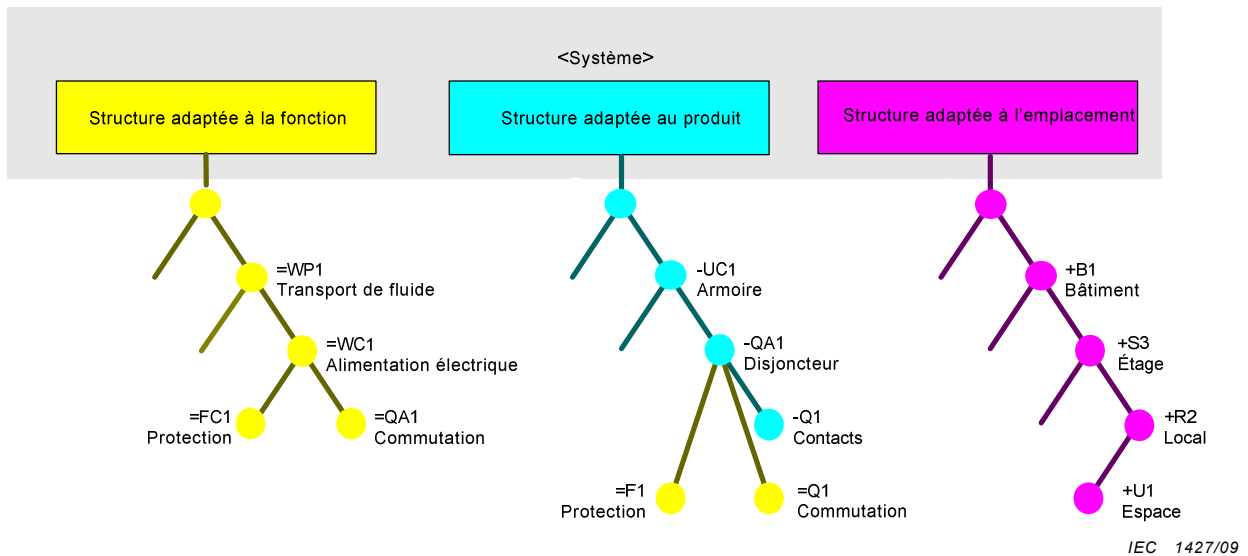 <Système>
Structure adaptée à la fonction
Structure adaptée au produit
Structure adaptée à l'emplacement
=WP1
Transport de fluide
=WC1
Alimentation électrique
=FC1
Protection
=QA1
Commutation
-UC1
Armoire
-QA1
Disjoncteur
-Q1
Contacts
=F1
Protection
=Q1
Commutation
+B1
Bâtiment
+S3
Étage
+R2
Local
+U1
Espace
IEC 1427/09